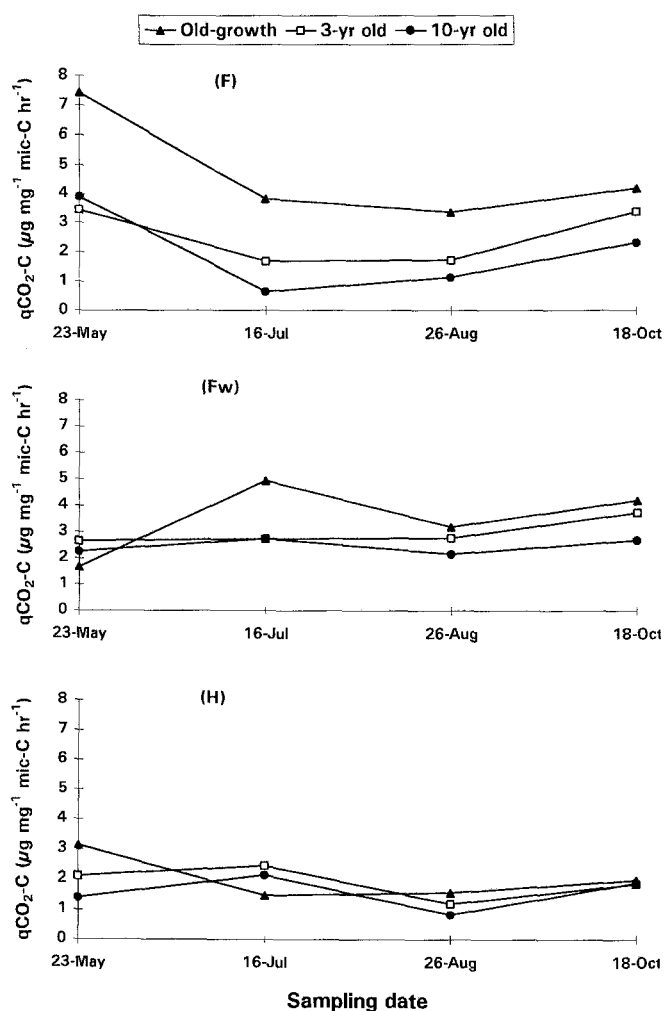 Old-growth 3-yr old 10-yr old
(F)
qCO₂-C (µg mg⁻¹ mic-C hr⁻¹)
8
7
6
5
4
3
2
1
0
23-May 16-Jul 26-Aug 18-Oct
(Fw)
qCO₂-C (µg mg⁻¹ mic-C hr⁻¹)
8
7
6
5
4
3
2
1
0
23-May 16-Jul 26-Aug 18-Oct
(H)
qCO₂-C (µg mg⁻¹ mic-C hr⁻¹)
8
7
6
5
4
3
2
1
0
23-May 16-Jul 26-Aug 18-Oct
Sampling date